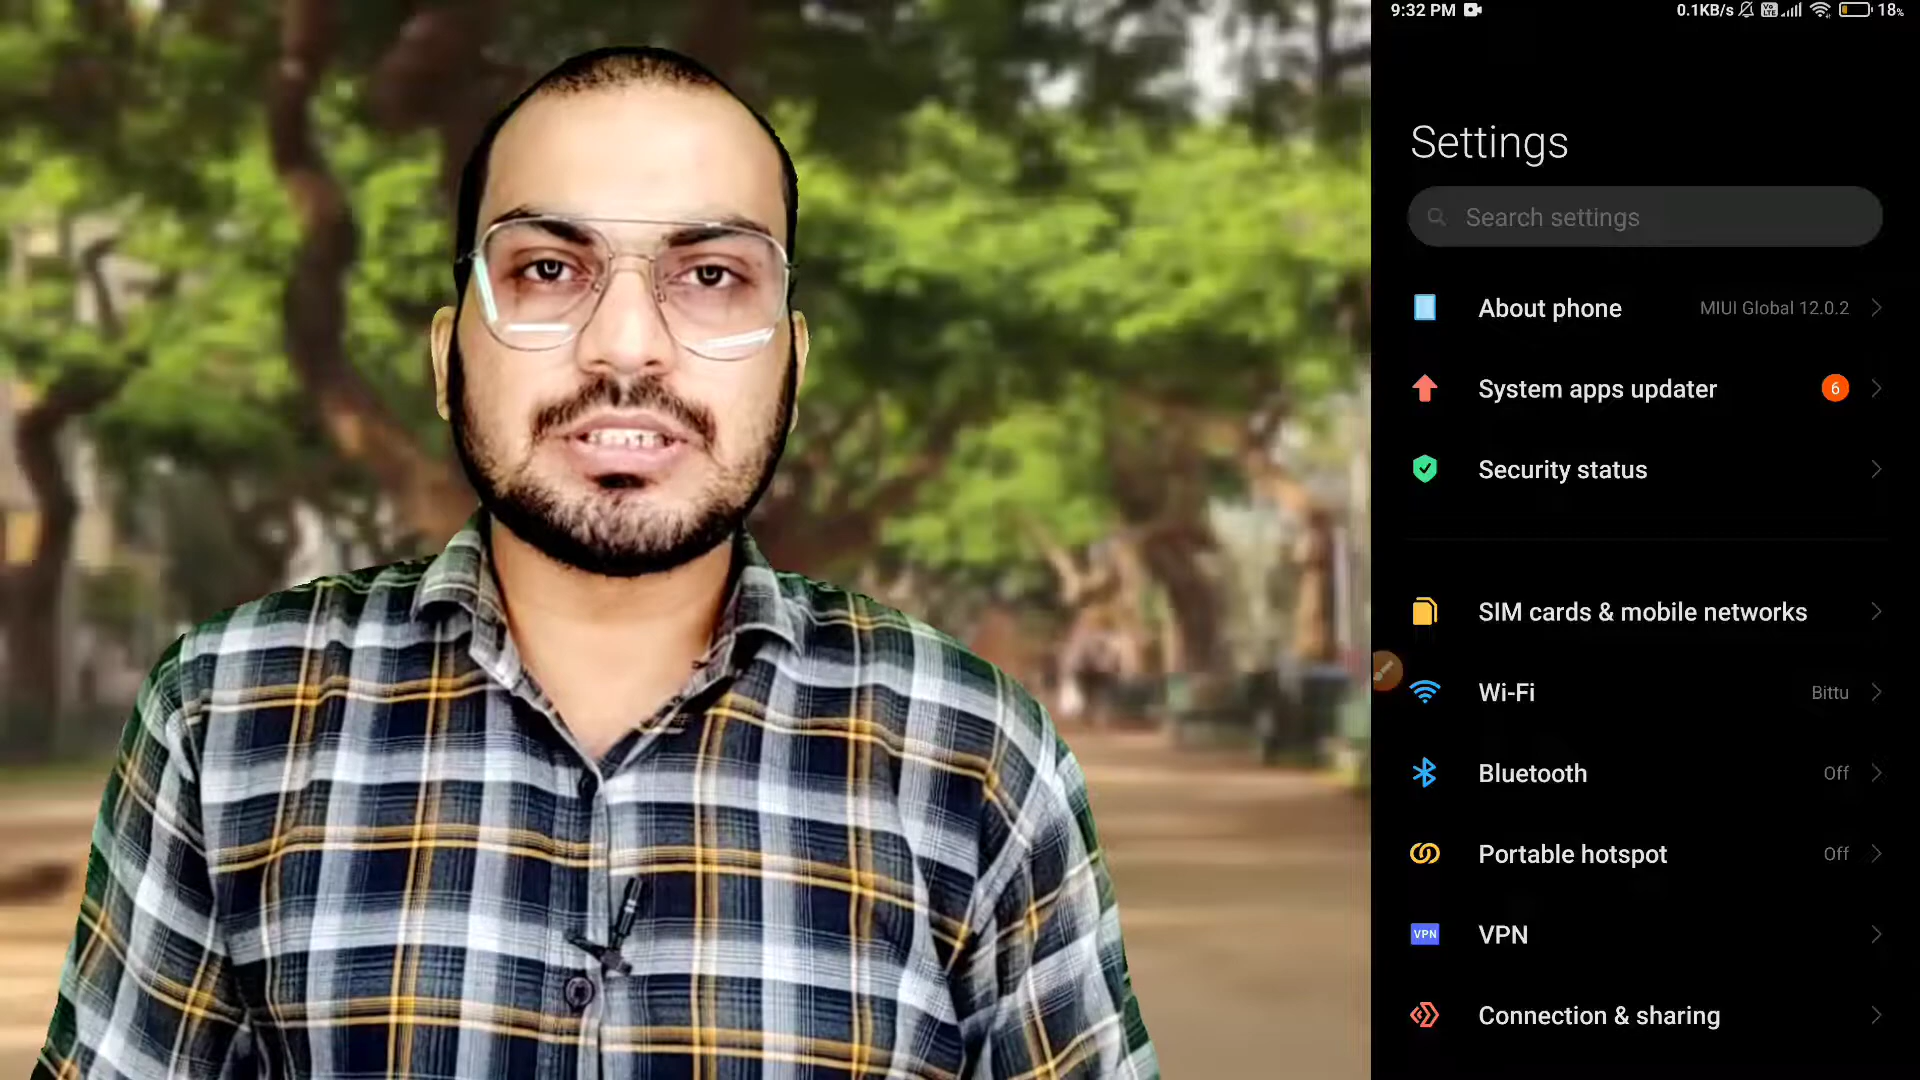 9:32 PM 0.1KB/s 18%
Settings
Search settings
About phone MIUI Global 12.0.2
System apps updater 6
Security status
SIM cards & mobile networks
Wi-Fi Bittu
Bluetooth Off
Portable hotspot Off
VPN VPN
Connection & sharing